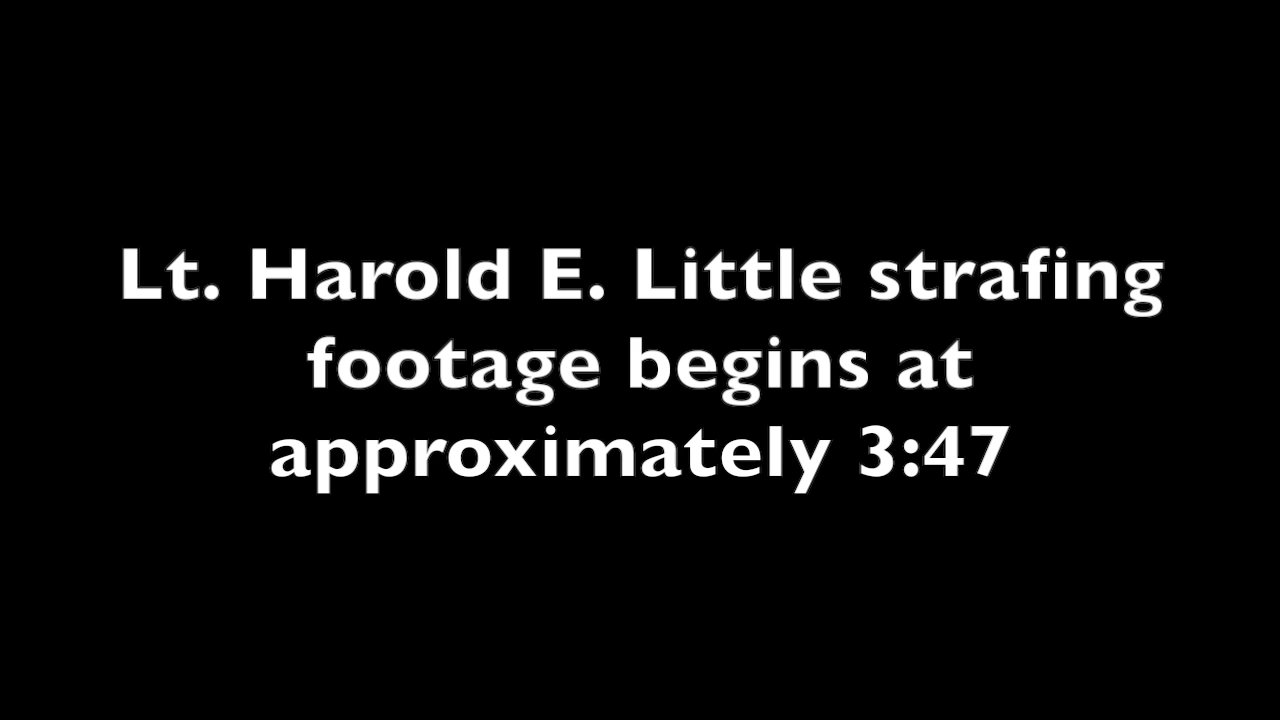 Lt. Harold E. Little strafing
footage begins at
approximately 3:47